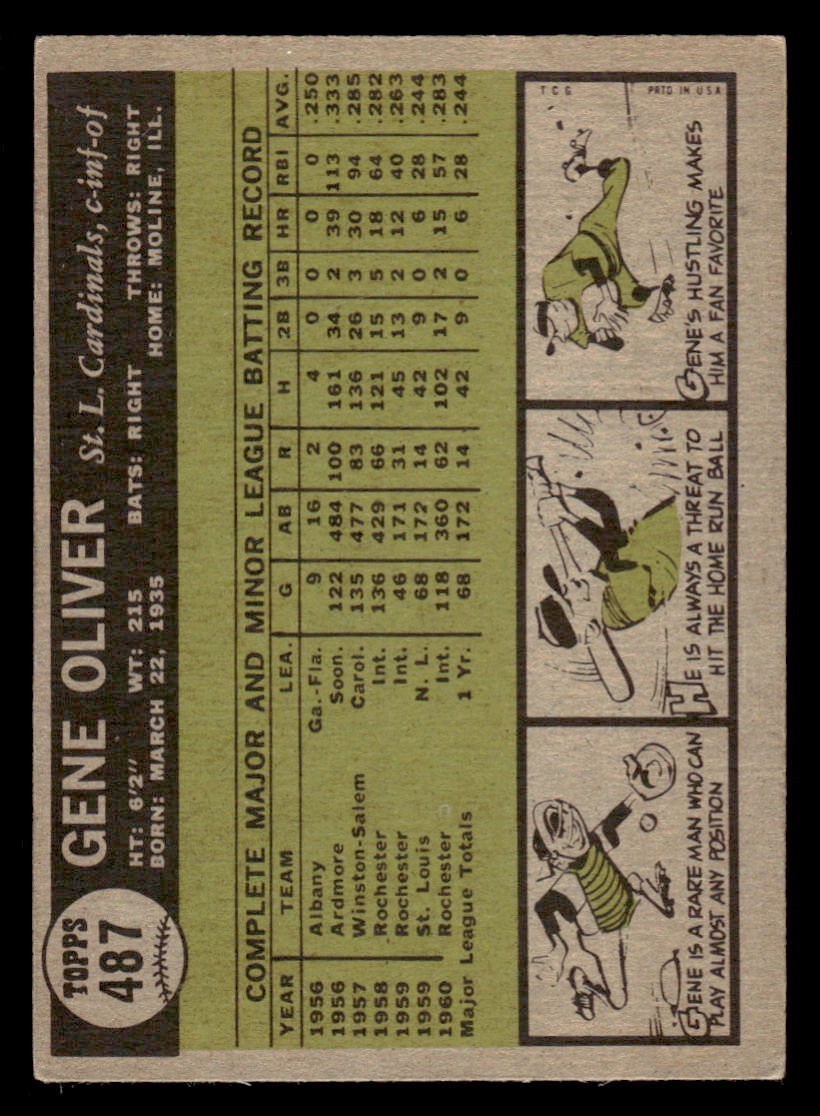 TOPPS
487
GENE OLIVER St. L. Cardinals, c-inf-of
HT: 6'2" WT: 215 BATS: RIGHT THROWS: RIGHT
BORN: MARCH 22, 1935 HOME: MOLINE, ILL.
COMPLETE MAJOR AND MINOR LEAGUE BATTING RECORD
YEAR TEAM LEA. G AB R H 2B 3B HR RBI AVG.
1956 Albany Ga.-Fla. 9 16 2 4 0 0 0 0 .250
1956 Ardmore Soon. 122 484 100 161 34 2 39 113 .333
1957 Winston-Salem Carol. 135 477 83 136 26 3 30 94 .285
1958 Rochester Int. 136 429 66 121 15 5 18 64 .282
1959 Rochester Int. 46 171 31 45 13 2 12 40 .263
1959 St. Louis N. L. 68 172 14 42 9 0 6 28 .244
1960 Rochester Int. 118 360 62 102 17 2 15 57 .283
Major League Totals 1 Yr. 68 172 14 42 9 0 6 28 .244
GENE IS A RARE MAN WHO CAN
PLAY ALMOST ANY POSITION
HE IS ALWAYS A THREAT TO
HIT THE HOME RUN BALL
T C G PRTD IN U S A
GENE'S HUSTLING MAKES
HIM A FAN FAVORITE